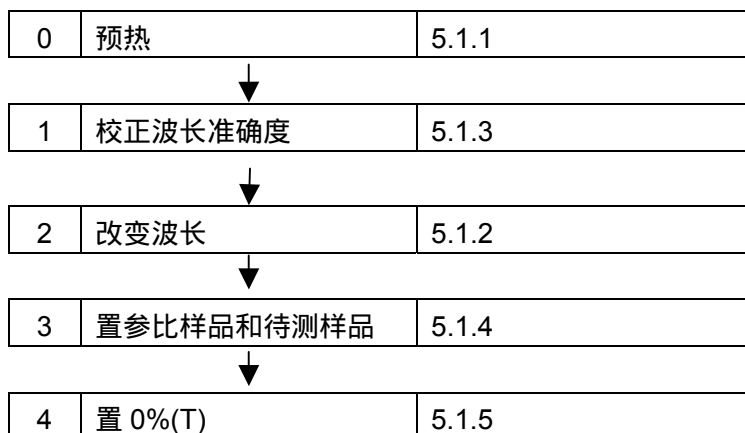 0 预热 5.1.1
1 校正波长准确度 5.1.3
2 改变波长 5.1.2
3 置参比样品和待测样品 5.1.4
4 置 0%(T) 5.1.5